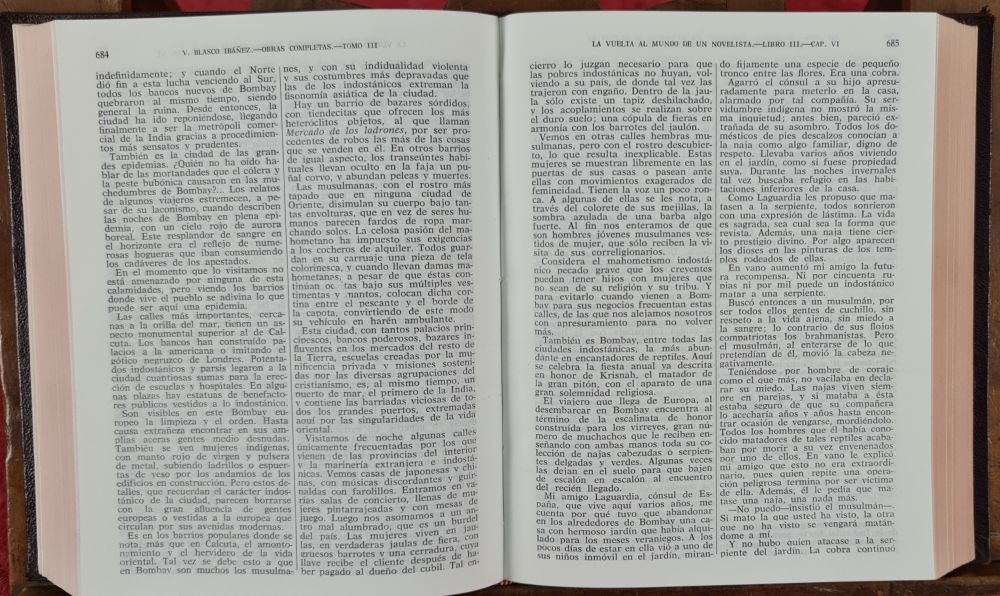 684
V. BLASCO IBÁÑEZ.—OBRAS COMPLETAS.—TOMO III
indefinidamente; y cuando el Norte
dió fin a esta lucha venciendo al Sur,
todos los bancos nuevos de Bombay
quebraron al mismo tiempo, siendo
general la ruina. Desde entonces, la
ciudad ha ido reponiéndose, llegando
finalmente a ser la metrópoli comer-
cial de la India gracias a procedimien-
tos más sensatos y prudentes.
También es la ciudad de las gran-
des epidemias. ¿Quién no ha oído ha-
blar de las mortandades que el cólera y
la peste bubónica causaron en las mu-
chedumbres de Bombay?... Los relatos
de algunos viajeros estremecen, a pe-
sar de su laconismo, cuando describen
las noches de Bombay en plena epi-
demia, con un cielo rojo de aurora
boreal. Este resplandor de sangre en
el horizonte era el reflejo de nume-
rosas hogueras que iban consumiendo
los cadáveres de los apestados.
En el momento que lo visitamos no
está amenazado por ninguna de esta
calamidades, pero viendo los barrios
donde vive el pueblo se adivina lo que
puede ser aquí una epidemia.
Las calles más importantes, cerca-
nas a la orilla del mar, tienen un as-
pecto monumental superior al de Cal-
cuta. Los bancos han construído pa-
lacios a la americana o imitando el
gótico negruzco de Londres. Potenta-
dos indostánicos y parsis legaron a la
ciudad cuantiosas sumas para la erec-
ción de escuelas y hospitales. En algu-
nas plazas hay estatuas de benefacto-
res públicos vestidos a lo indostánico.
Son visibles en este Bombay eu-
ropeo la limpieza y el orden. Hasta
causa extrañeza encontrar en sus am-
plias aceras gentes medio desnudas.
También se ven mujeres indígenas,
con manto rojo de virgen y pulsera
de metal, subiendo ladrillos o espuer-
tas de yeso por los andamios de los
edificios en construcción. Pero estos de-
talles, que recuerdan el carácter indos-
tánico de la ciudad, parecen borrarse
con la gran afluencia de gentes
europeas o vestidas a la europea que
circulan por sus avenidas modernas.
Es en los barrios populares donde se
nota, más que en Calcuta, el amonto-
namiento y el hervidero de la vida
oriental. Tal vez se debe esto a que
en Bombay son muchos los musulma-
nes, y con su indidualidad violenta
y sus costumbres más depravadas que
las de los indostánicos extreman la
fisonomía asiática de la ciudad.
Hay un barrio de bazares sórdidos,
con tiendecitas que ofrecen los más
heteróclitos objetos, al que llaman
Mercado de los ladrones, por ser pro-
cedentes de robos las más de las cosas
que se venden en él. En otros barrios
de igual aspecto, los transeúntes habi-
tuales llevan oculto en la faja un pu-
ñal corvo, y abundan peleas y muertes.
Las musulmanas, con el rostro más
tapado que en ninguna ciudad de
Oriente, disimulan su cuerpo bajo tan-
tas envolturas, que en vez de seres hu-
manos parecen fardos de ropa mar-
chando solos. La celosa pasión del ma-
hometano ha impuesto sus exigencias
a los cocheros de alquiler. Todos guar-
dan en su carruaje una pieza de tela
colorinesca, y cuando llevan damas ma-
hometanas, a pesar de que éstas con-
tinúan tas bajo sus múltiples ves-
timentas y mantos, colocan dicha cor-
tina entre el pescante y el borde de
la capota, convirtiendo de este modo
su vehículo en harén ambulante.
Esta ciudad, con tantos palacios prin-
cipescos, bancos poderosos, bazares in-
fluyentes en los mercados del resto de
la Tierra, escuelas creadas por la mu-
nificencia privada y misiones sosteni-
das por las diversas agrupaciones del
cristianismo, es, al mismo tiempo, un
puerto de mar, el primero de la India,
y contiene las barriadas viciosas de to-
dos los grandes puertos, extremadas
aquí por las singularidades de la vida
oriental.
Visitamos de noche algunas calles
únicamente frecuentadas por los que
vienen de las provincias del interior
y la marinería extranjera e indostá-
nica. Vemos casas de japonesas y chi-
nas, con músicas discordantes y guir-
naldas con farolillos. Entramos en va-
rias salas de concierto, llenas de mu-
jeres pintarrajeadas y con mesas de
juego. Luego nos asomamos a un an-
tro mal alumbrado, que es un burdel
del país. Las mujeres viven en jau-
las, en verdaderas jaulas de fiera, con
gruesos barrotes y una cerradura, cuya
llave recibe el cliente después de ha-
ber pagado al dueño del cubil. Tal en-
LA VUELTA AL MUNDO DE UN NOVELISTA.—LIBRO III.—CAP. VI
685
cierro lo juzgan necesario para que
las pobres indostánicas no huyan, vol-
viendo a su país, de donde tal vez las
trajeron con engaño. Dentro de la jau-
la sólo existe un tapiz deshilachado,
y los acoplamientos se realizan sobre
el duro suelo; una cópula de fieras en
armonía con los barrotes del jaulón.
Vemos en otras calles hembras mu-
sulmanas, pero con el rostro descubier-
to, lo que resulta inexplicable. Estas
mujeres se muestran libremente en las
puertas de sus casas o pasean ante
ellas con movimientos exagerados de
femineidad. Tienen la voz un poco ron-
ca. A algunas de ellas se les nota, a
través del colorete de sus mejillas, la
sombra azulada de una barba algo
fuerte. Al fin nos enteramos de que
son hombres jóvenes musulmanes ves-
tidos de mujer, que sólo reciben la vi-
sita de sus correligionarios.
Considera el mahometismo indostá-
nico pecado grave que los creyentes
puedan tener hijos con mujeres que
no sean de su religión y su tribu. Y
para evitarlo cuando vienen a Bom-
bay para sus negocios frecuentan estas
calles, de las que nos alejamos nosotros
con apresuramiento para no volver
más.
También es Bombay, entre todas las
ciudades indostánicas, la más abun-
dante en encantadores de reptiles. Aquí
se celebra la fiesta anual ya descrita
en honor de Krisnah, el matador de
la gran pitón, con el aparato de una
gran solemnidad religiosa.
El viajero que llega de Europa, al
desembarcar en Bombay encuentra al
término de la escalinata de honor
construida para los virreyes, gran nú-
mero de muchachos que le reciben en-
señando con ambas manos toda su co-
lección de najas cabezudas o serpien-
tes delgadas y verdes. Algunas veces
las dejan en el suelo para que bajen
de escalón en escalón al encuentro
del recién llegado.
Mi amigo Laguardia, cónsul de Es-
paña, que vive aquí varios años, me
cuenta por qué tuvo que abandonar
en los alrededores de Bombay una ca-
sa con hermoso jardín que había alqui-
lado para los meses veraniegos. A los
pocos días de estar en ella vió a uno de
sus niños inmóvil en el jardín, miran-
do fijamente una especie de pequeño
tronco entre las flores. Era una cobra.
Agarró el cónsul a su hijo apresu-
radamente para meterlo en la casa,
alarmado por tal compañía. Su ser-
vidumbre indígena no mostró la mis-
ma inquietud; antes bien, pareció ex-
trañada de su asombro. Todos los do-
mésticos de pies descalzos conocían a
la naja como algo familiar, digno de
respeto. Llevaba varios años viviendo
en el jardín, como si fuese propiedad
suya. Durante las noches invernales
tal vez buscaba refugio en las habi-
taciones inferiores de la casa.
Como Laguardia les propuso que ma-
tasen a la serpiente, todos sonrieron
con una expresión de lástima. La vida
es sagrada, sea cual sea la forma que
revista. Además, una naja tiene cier-
to prestigio divino. Por algo aparecen
los dioses en las pinturas de los tem-
plos rodeados de ellas.
En vano aumentó mi amigo la futu-
ra recompensa. Ni por cincuenta ru-
pias ni por mil puede un indostánico
matar a una serpiente.
Buscó entonces a un musulmán, por
ser todos ellos gentes de cuchillo, sin
respeto a la vida ajena, sin miedo a
la sangre; lo contrario de sus flojos
compatriotas los brahmanistas. Pero
el musulmán, al enterarse de lo que
pretendían de él, movió la cabeza ne-
gativamente.
Teniéndose por hombre de coraje
como el que más, no vacilaba en decla-
rar su miedo. Las najas viven siem-
pre en parejas, y si mataba a ésta
estaba seguro de que su compañera
lo acecharía años y años hasta encon-
trar ocasión de vengarse, mordiéndolo.
Todos los hombres que él había cono-
cido matadores de tales reptiles acaba-
ban por morir a su vez envenenados
por uno de ellos. En vano le explicó
mi amigo que esto no era extraordi-
nario, pues quien repite una opera-
ción peligrosa termina por ser víctima
de ella. Además, él le pedía que ma-
tase una naja, una nada más.
—No puedo—insistió el musulmán—.
Si mato la que usted ha visto, la otra
que no ha visto se vengará matán-
dome a mí.
Y no hubo quien atacase a la ser-
piente del jardín. La cobra continuó